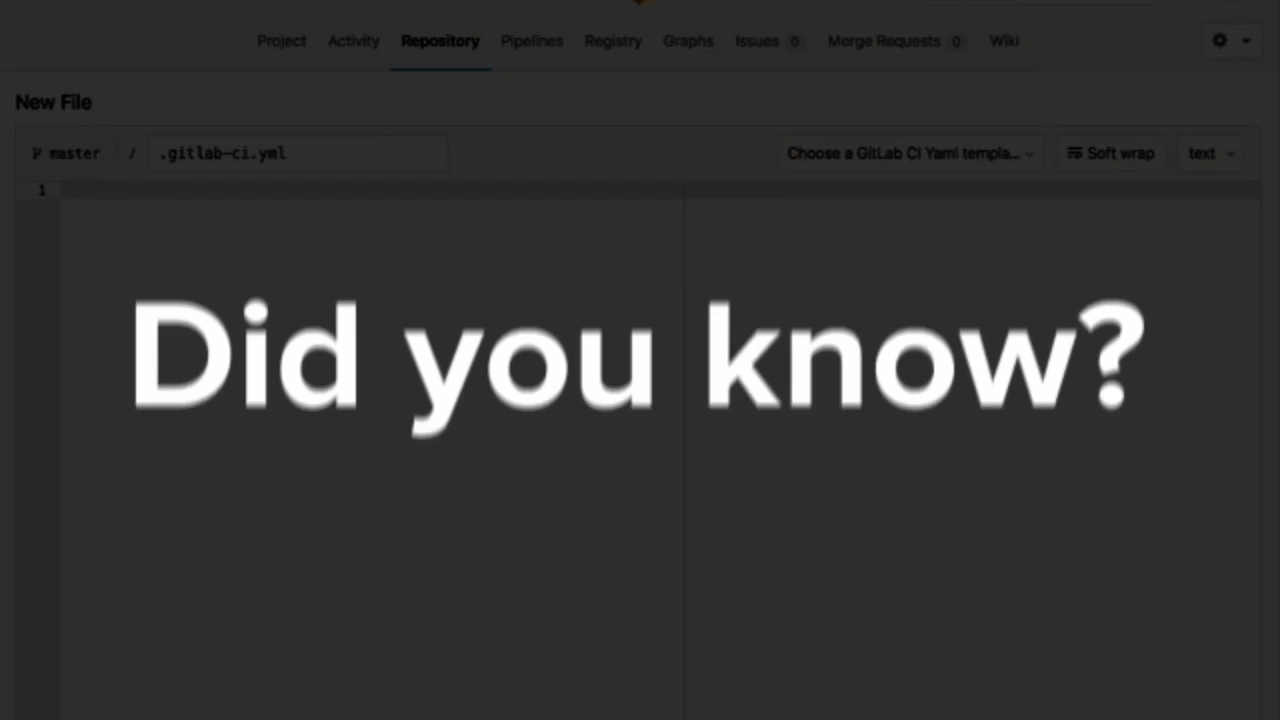 Project Activity Repository Pipelines Registry Graphs Issues 0 Merge Requests 0 Wiki
New File
master / .gitlab-ci.yml Choose a GitLab CI Yaml templa... Soft wrap text
1
Did you know?